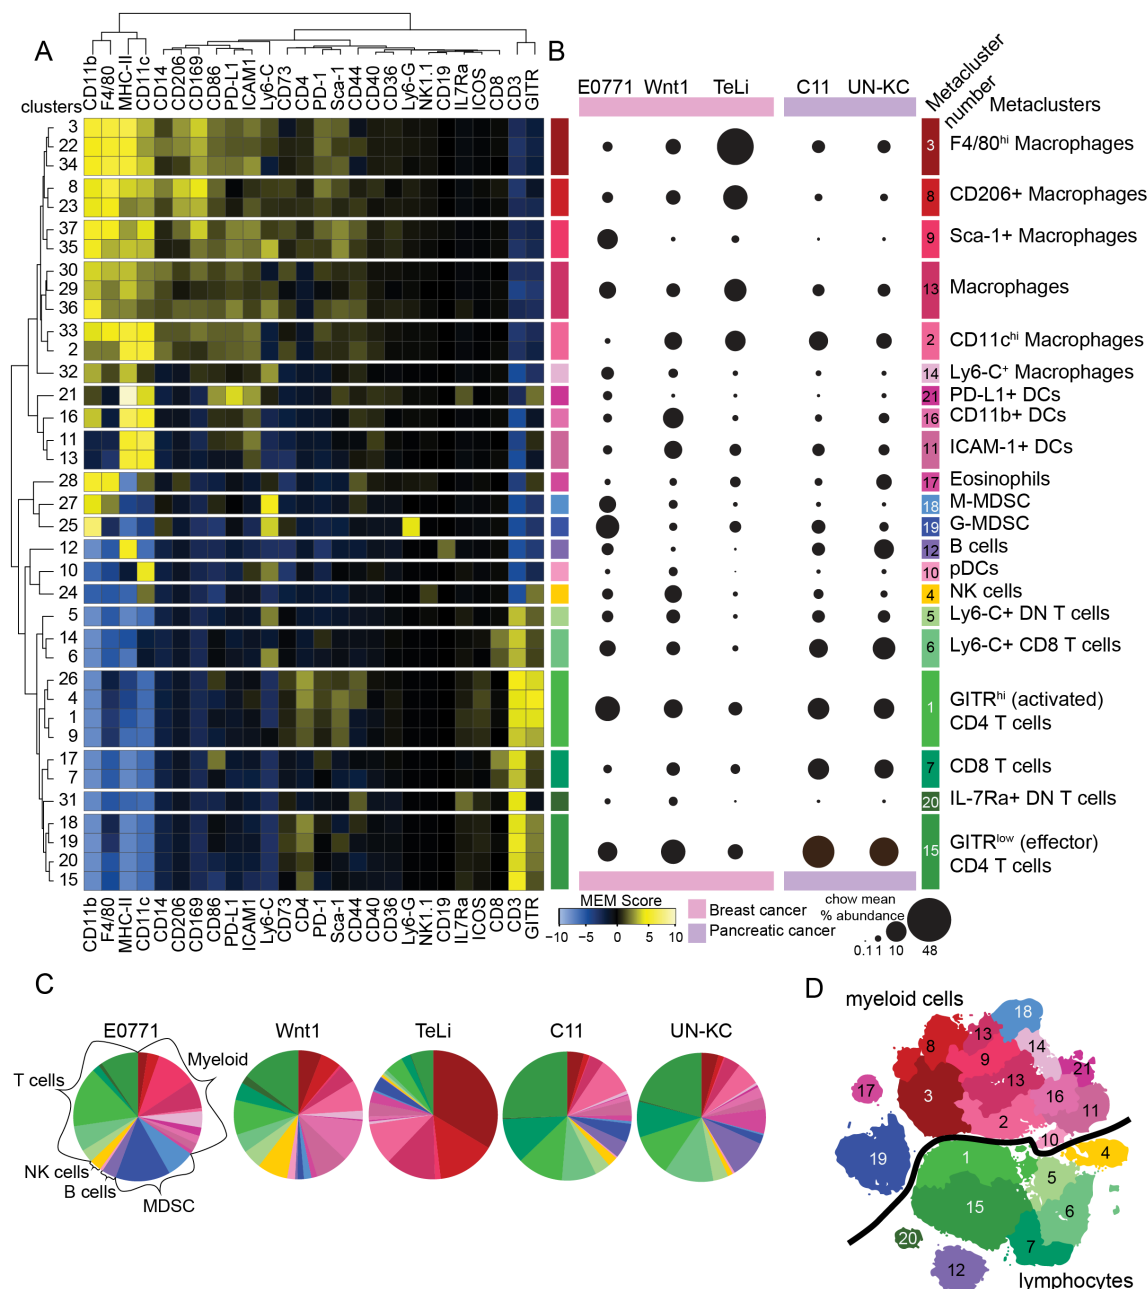 A
CD11b F4/80 MHC-II CD11c CD14 CD206 CD169 CD86 PD-L1 ICAM1 Ly6-C CD73 CD4 PD-1 Sca-1 CD44 CD40 CD36 Ly6-G NK1.1 CD19 IL7Ra ICOS CD8 CD3 GITR
clusters
3
22
34
8
23
37
35
30
29
36
33
2
32
21
16
11
13
28
27
25
12
10
24
5
14
6
26
4
1
9
17
7
31
18
19
20
15
CD11b F4/80 MHC-II CD11c CD14 CD206 CD169 CD86 PD-L1 ICAM1 Ly6-C CD73 CD4 PD-1 Sca-1 CD44 CD40 CD36 Ly6-G NK1.1 CD19 IL7Ra ICOS CD8 CD3 GITR
B
E0771 Wnt1 TeLi C11 UN-KC
Metacluster
number
Metaclusters
3 F4/80hi Macrophages
8 CD206+ Macrophages
9 Sca-1+ Macrophages
13 Macrophages
2 CD11chi Macrophages
14 Ly6-C+ Macrophages
21 PD-L1+ DCs
16 CD11b+ DCs
11 ICAM-1+ DCs
17 Eosinophils
18 M-MDSC
19 G-MDSC
12 B cells
10 pDCs
4 NK cells
5 Ly6-C+ DN T cells
6 Ly6-C+ CD8 T cells
1 GITRhi (activated)
CD4 T cells
7 CD8 T cells
20 IL-7Ra+ DN T cells
15 GITRlow (effector)
CD4 T cells
MEM Score
−10 −5 0 5 10
Breast cancer
Pancreatic cancer
chow mean
% abundance
0.1 1 10 48
C
E0771 Wnt1 TeLi C11 UN-KC
Myeloid
T cells
NK cells
B cells
MDSC
D
myeloid cells
18
13
8
14
9
21
13
17
3
16
11
2
10
1
4
19
5
15
6
20
7
12
lymphocytes